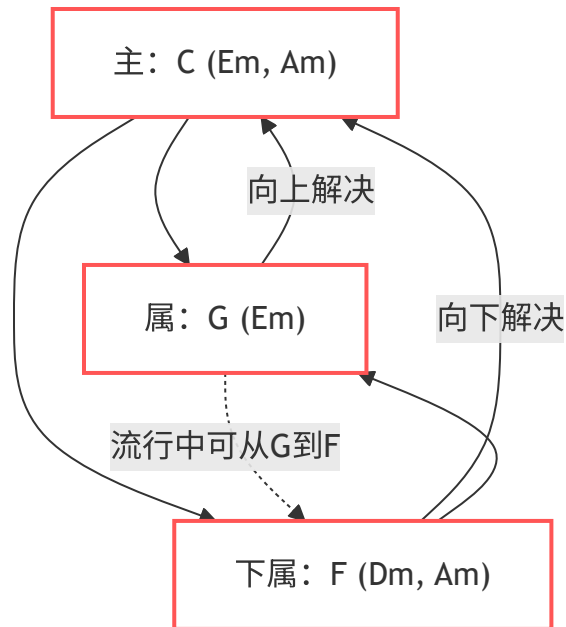 主：C (Em, Am)
向上解决
属：G (Em)
向下解决
流行中可从G到F
下属：F (Dm, Am)